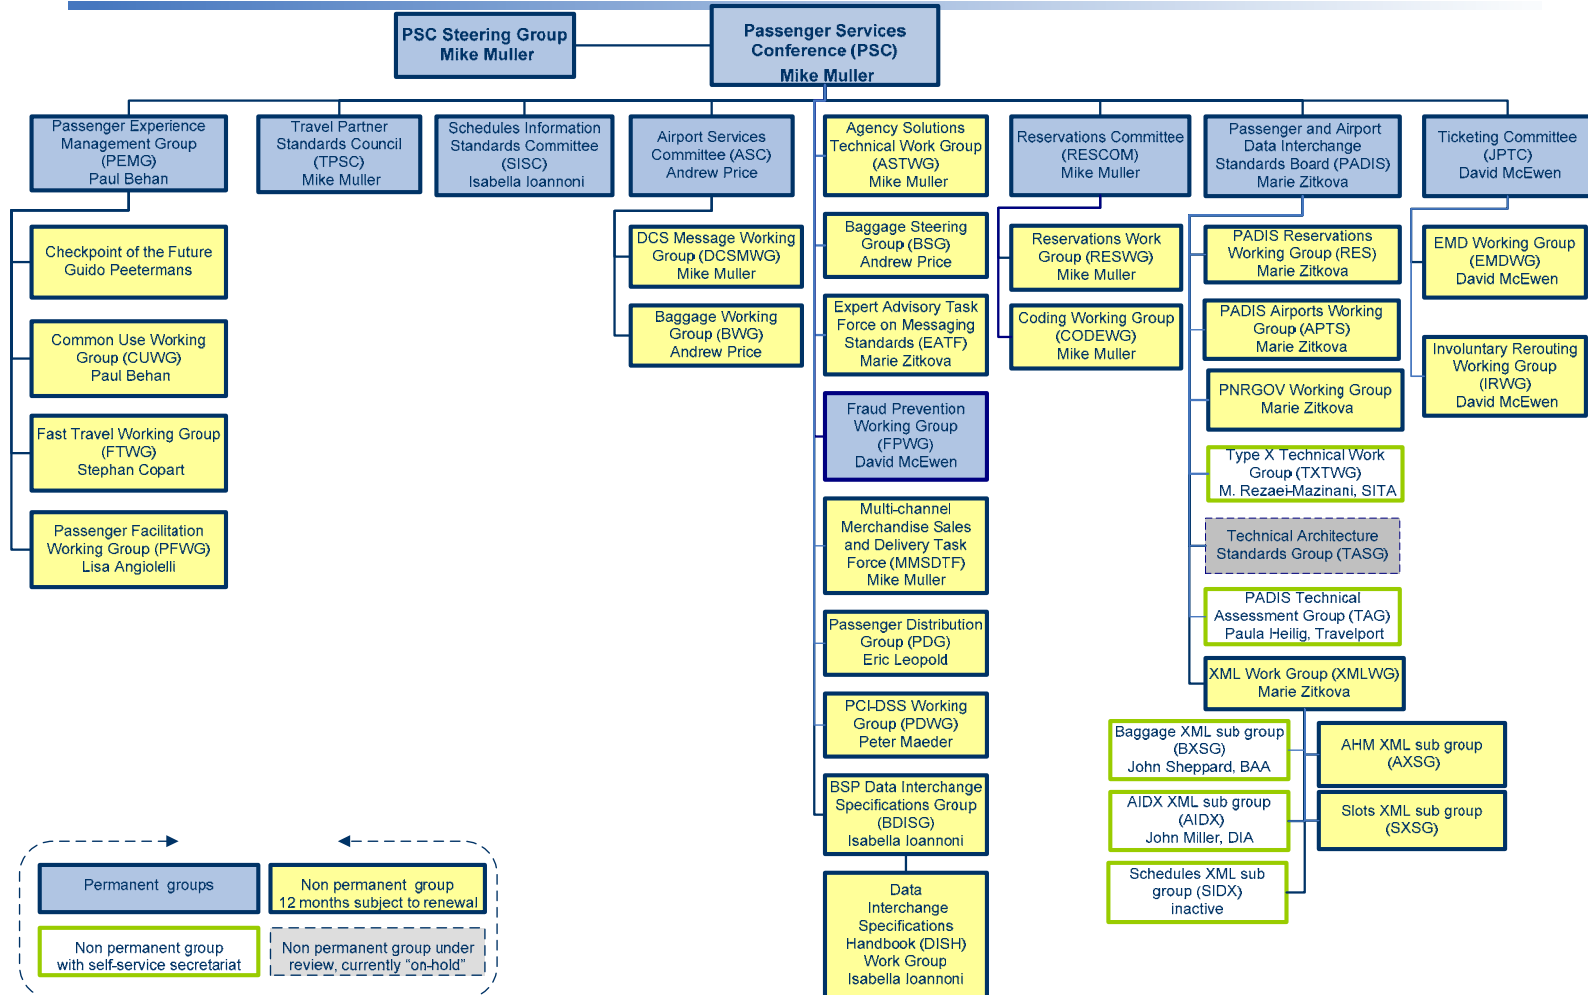 PSC Steering Group
Mike Muller
Passenger Services
Conference (PSC)
Mike Muller
Passenger Experience
Management Group
(PEMG)
Paul Behan
Travel Partner
Standards Council
(TPSC)
Mike Muller
Schedules Information
Standards Committee
(SISC)
Isabella Ioannoni
Airport Services
Committee (ASC)
Andrew Price
Agency Solutions
Technical Work Group
(ASTWG)
Mike Muller
Reservations Committee
(RESCOM)
Mike Muller
Passenger and Airport
Data Interchange
Standards Board (PADIS)
Marie Zitkova
Ticketing Committee
(JPTC)
David McEwen
Checkpoint of the Future
Guido Peetermans
Common Use Working
Group (CUWG)
Paul Behan
Fast Travel Working Group
(FTWG)
Stephan Copart
Passenger Facilitation
Working Group (PFWG)
Lisa Angiolelli
DCS Message Working
Group (DCSMWG)
Mike Muller
Baggage Working
Group (BWG)
Andrew Price
Baggage Steering
Group (BSG)
Andrew Price
Expert Advisory Task
Force on Messaging
Standards (EATF)
Marie Zitkova
Fraud Prevention
Working Group
(FPWG)
David McEwen
Multi-channel
Merchandise Sales
and Delivery Task
Force (MMSDTF)
Mike Muller
Passenger Distribution
Group (PDG)
Eric Leopold
PCI-DSS Working
Group (PDWG)
Peter Maeder
BSP Data Interchange
Specifications Group
(BDISG)
Isabella Ioannoni
Data
Interchange
Specifications
Handbook (DISH)
Work Group
Isabella Ioannoni
Reservations Work
Group (RESWG)
Mike Muller
Coding Working Group
(CODEWG)
Mike Muller
PADIS Reservations
Working Group (RES)
Marie Zitkova
PADIS Airports Working
Group (APTS)
Marie Zitkova
PNRGOV Working Group
Marie Zitkova
Type X Technical Work
Group (TXTWG)
M. Rezaei-Mazinani, SITA
Technical Architecture
Standards Group (TASG)
PADIS Technical
Assessment Group (TAG)
Paula Heilig, Travelport
XML Work Group (XMLWG)
Marie Zitkova
Baggage XML sub group
(BXSG)
John Sheppard, BAA
AIDX XML sub group
(AIDX)
John Miller, DIA
Schedules XML sub
group (SIDX)
inactive
AHM XML sub group
(AXSG)
Slots XML sub group
(SXSG)
EMD Working Group
(EMDWG)
David McEwen
Involuntary Rerouting
Working Group
(IRWG)
David McEwen
Permanent groups
Non permanent group
12 months subject to renewal
Non permanent group
with self-service secretariat
Non permanent group under
review, currently "on-hold"